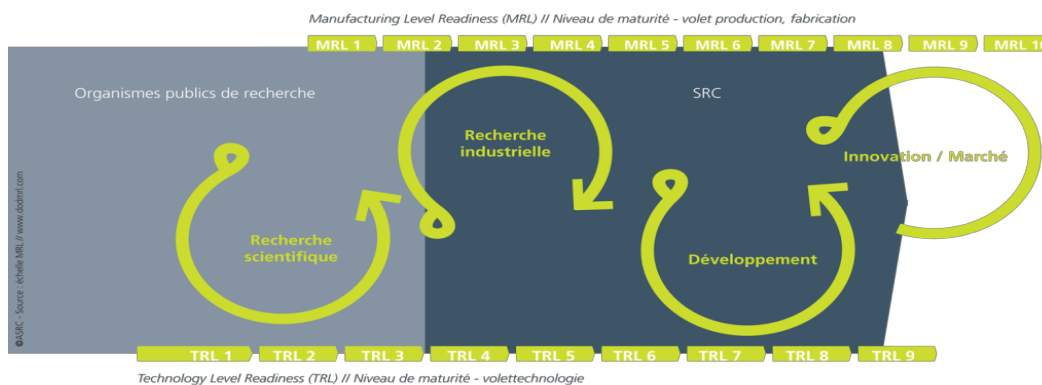 Manufacturing Level Readiness (MRL) // Niveau de maturité - volet production, fabrication
MRL 1 MRL 2 MRL 3 MRL 4 MRL 5 MRL 6 MRL 7 MRL 8 MRL 9 MRL 10
Organismes publics de recherche
SRC
Recherche
industrielle
Innovation / Marché
Recherche
scientifique
Développement
©ASRC - Source : échelle MRL // www.dodmrl.com
TRL 1 TRL 2 TRL 3 TRL 4 TRL 5 TRL 6 TRL 7 TRL 8 TRL 9
Technology Level Readiness (TRL) // Niveau de maturité - volettechnologie